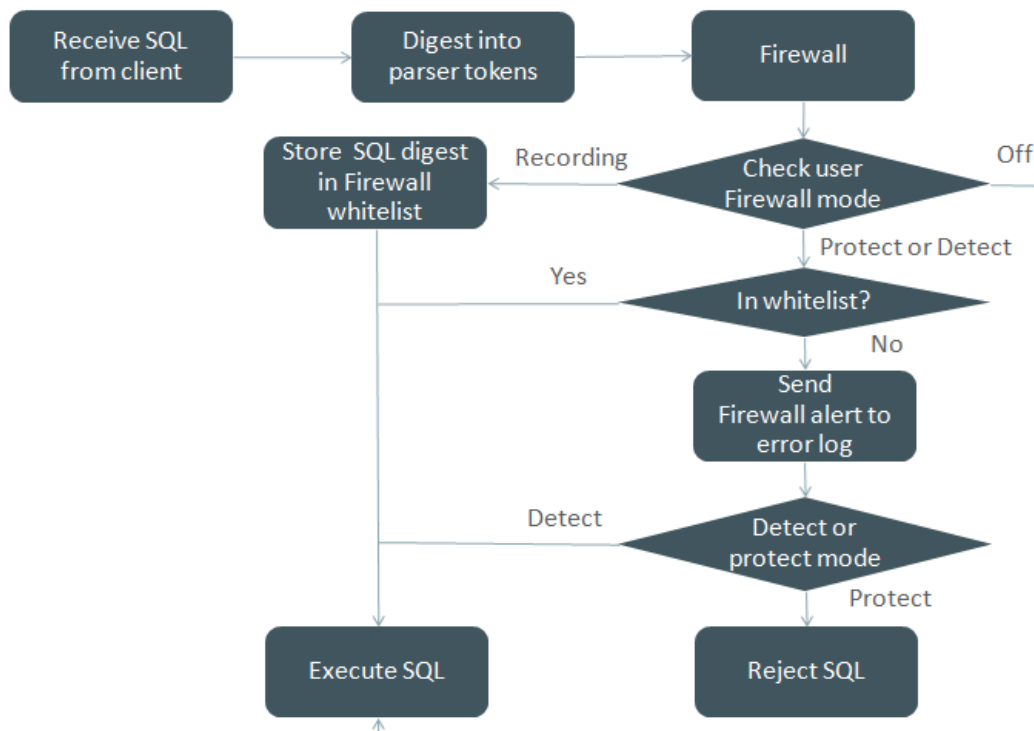 Receive SQL
from client
Digest into
parser tokens
Firewall
Store SQL digest
in Firewall
whitelist
Recording
Check user
Firewall mode
Off
Protect or Detect
Yes
In whitelist?
No
Send
Firewall alert to
error log
Detect
Detect or
protect mode
Protect
Execute SQL
Reject SQL